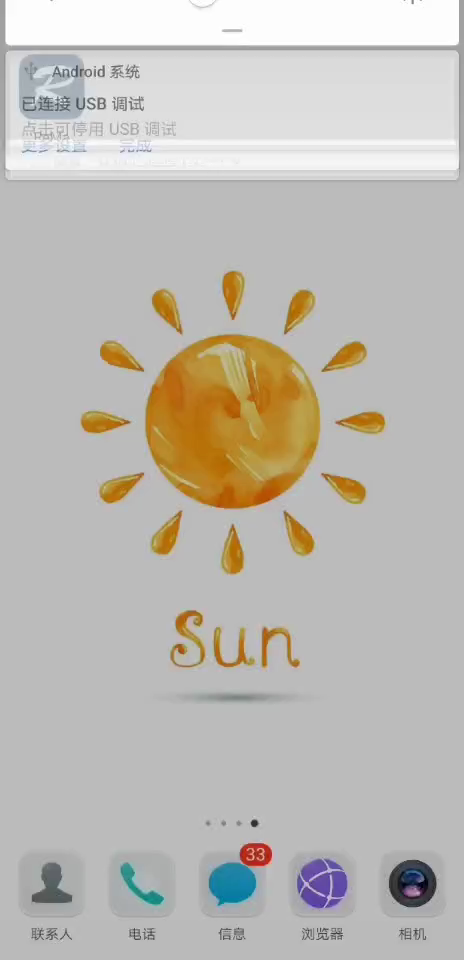 Android 系统
已连接 USB 调试
点击可停用 USB 调试
更多设置 完成
Sun
33
联系人 电话 信息 浏览器 相机